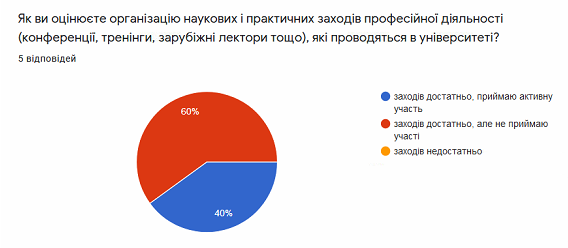 Як ви оцінюєте організацію наукових і практичних заходів професійної діяльності
(конференції, тренінги, зарубіжні лектори тощо), які проводяться в університеті?
5 відповідей
60%
40%
заходів достатньо, приймаю активну
участь
заходів достатньо, але не приймаю
участі
заходів недостатньо